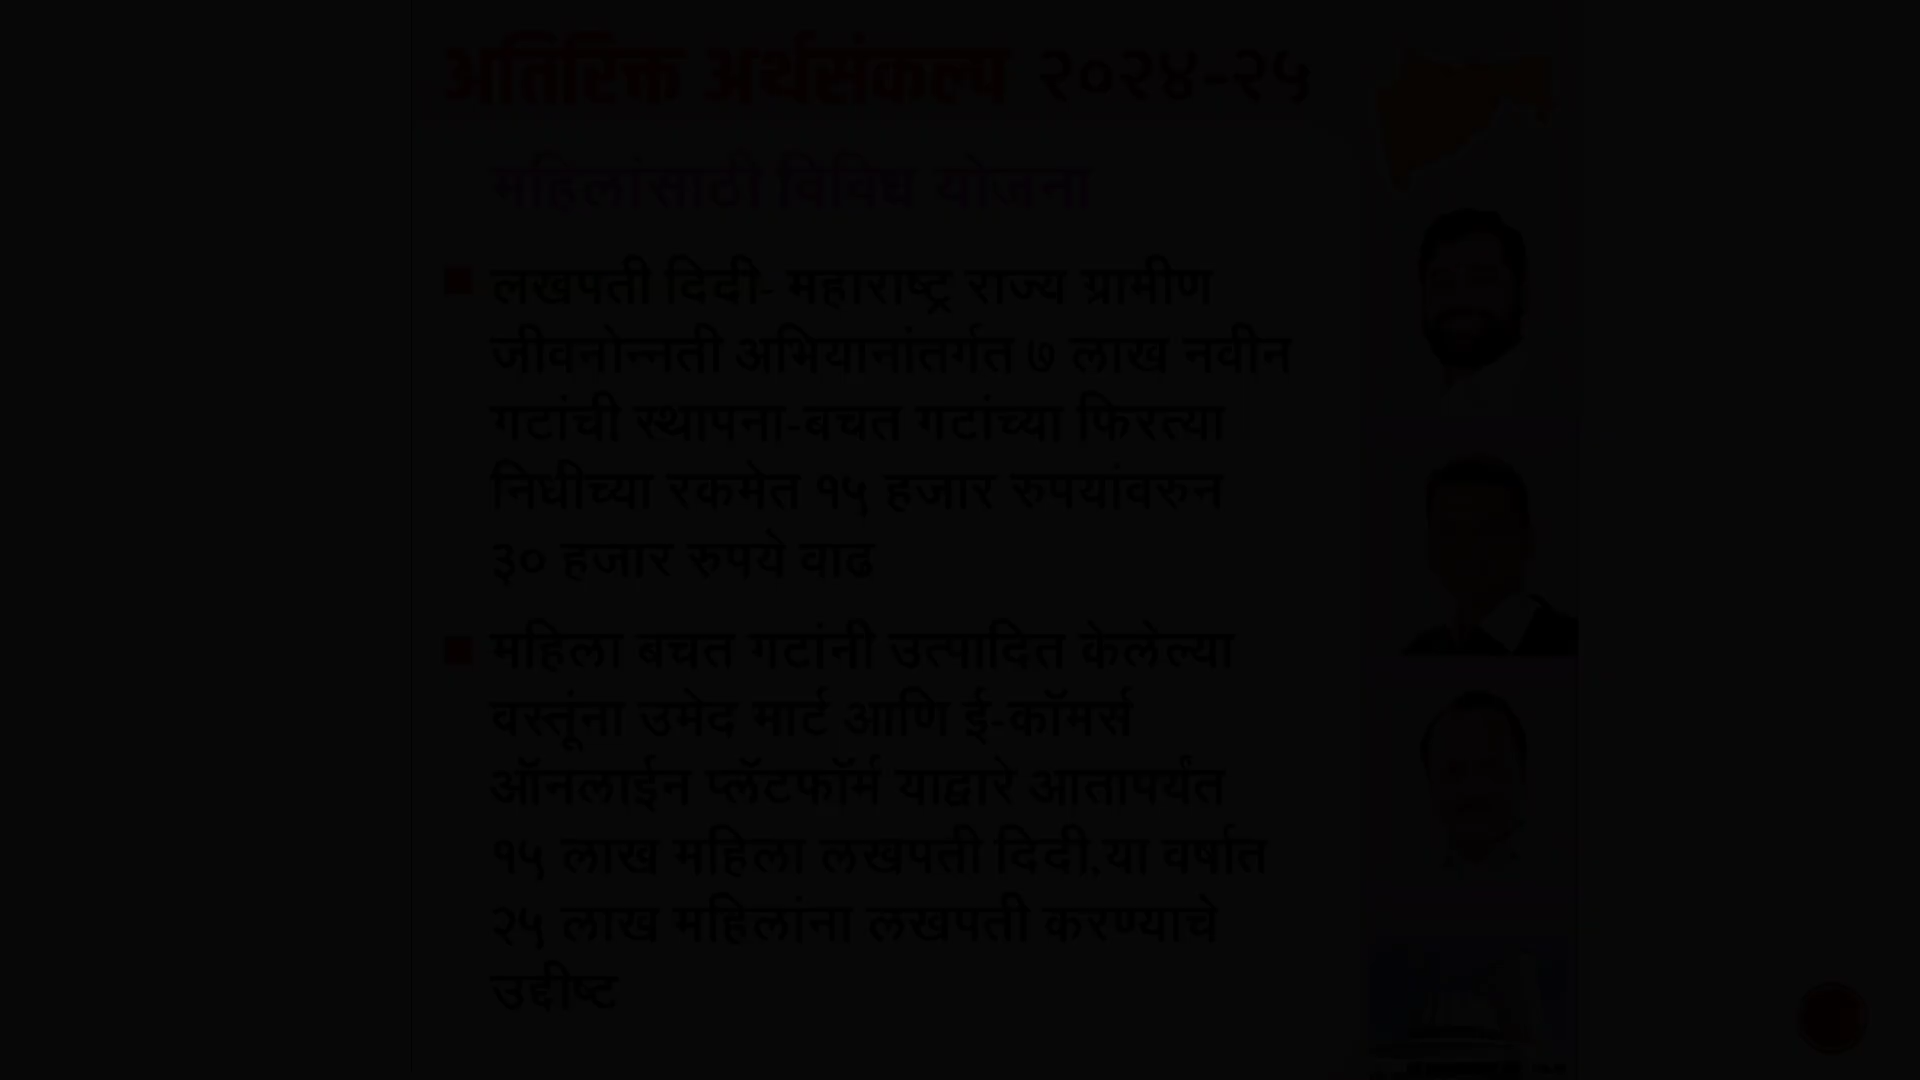 अतिरिक्त अर्थसंकल्प २०२४-२५
महिलांसाठी विविध योजना
लखपती दिदी- महाराष्ट्र राज्य ग्रामीण
जीवनोन्नती अभियानांतर्गत ७ लाख नवीन
गटांची स्थापना-बचत गटांच्या फिरत्या
निधीच्या रकमेत १५ हजार रुपयांवरुन
३० हजार रुपये वाढ
महिला बचत गटांनी उत्पादित केलेल्या
वस्तूंना उमेद मार्ट आणि ई-कॉमर्स
ऑनलाईन प्लॅटफॉर्म याद्वारे आतापर्यंत
१५ लाख महिला लखपती दिदी,या वर्षात
२५ लाख महिलांना लखपती करण्याचे
उद्दीष्ट